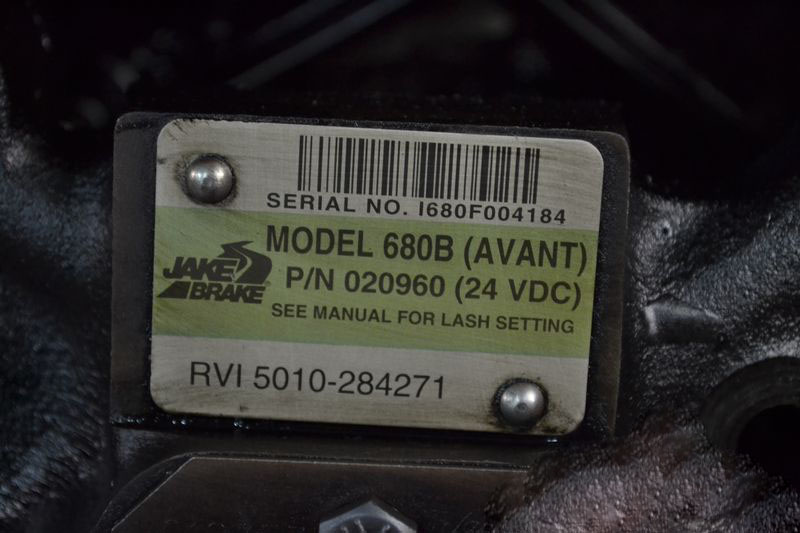 SERIAL NO. I680F004184
MODEL 680B (AVANT)
JAKE
BRAKE®
P/N 020960 (24 VDC)
SEE MANUAL FOR LASH SETTING
RVI 5010-284271